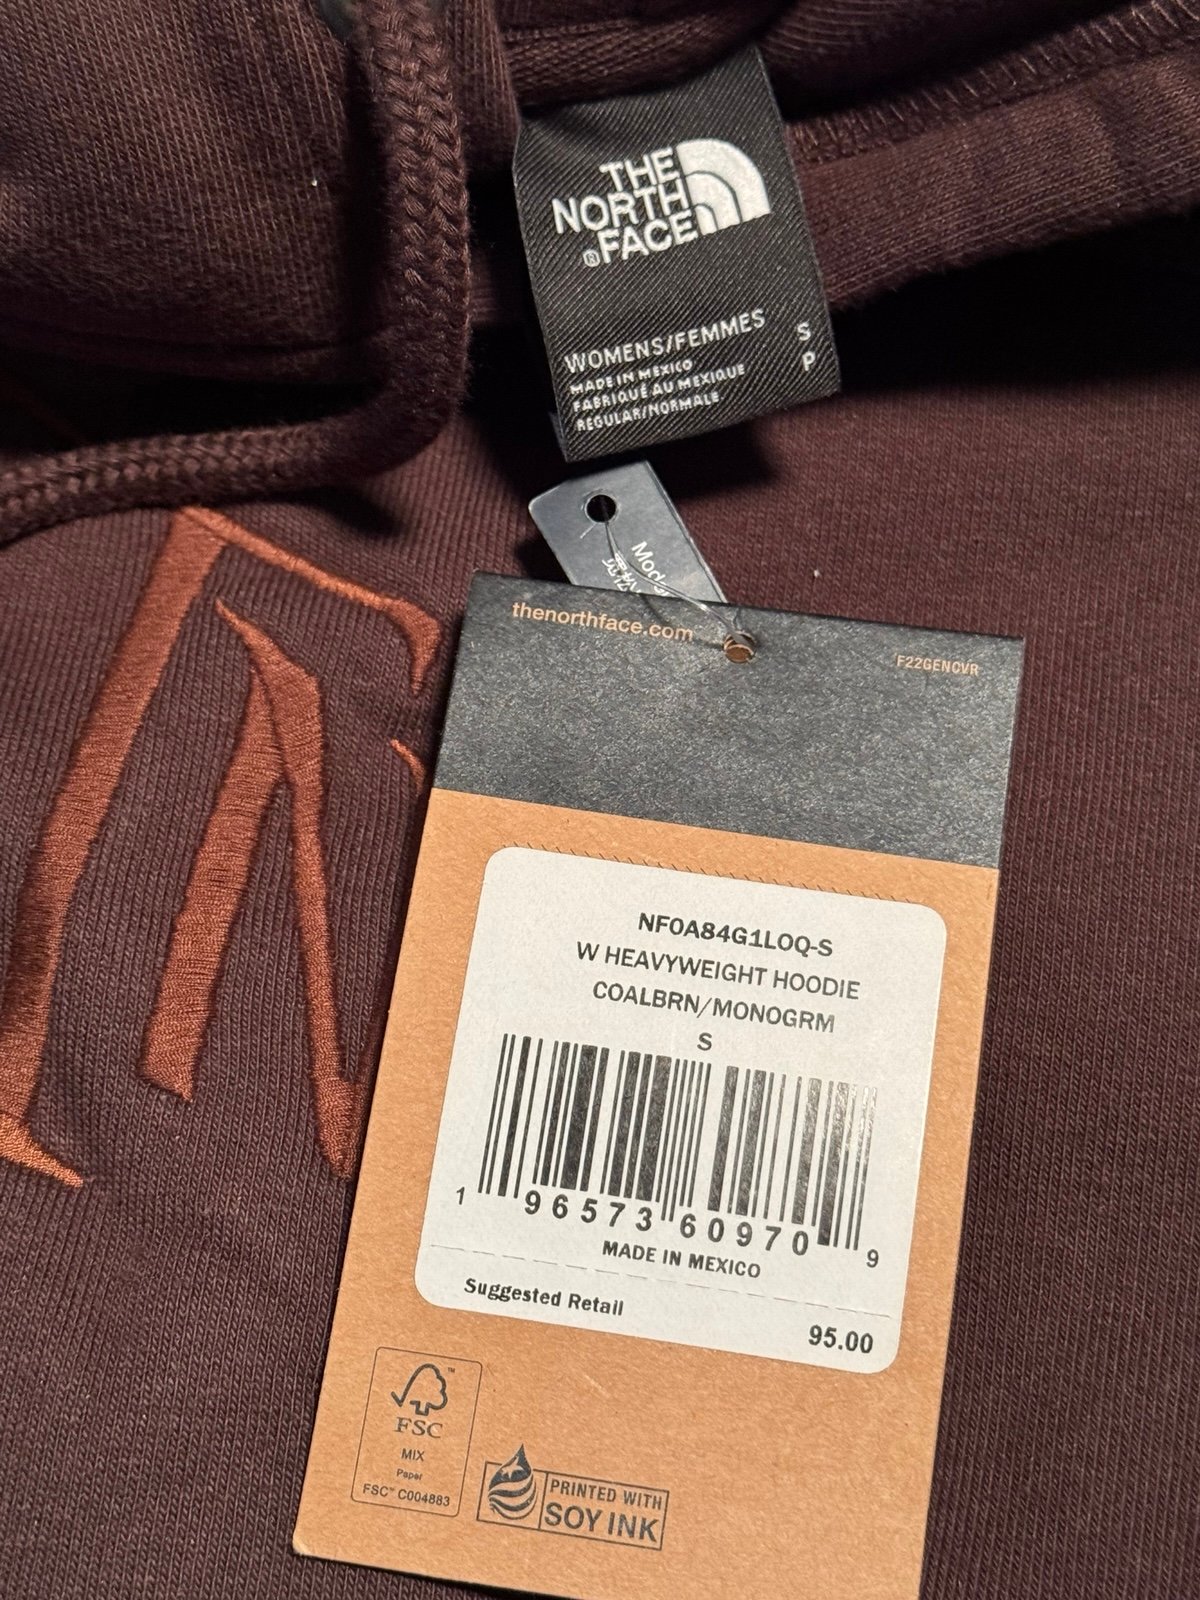 THE
NORTH
FACE
®
WOMENS/FEMMES S
MADE IN MEXICO P
FABRIQUÉ AU MEXIQUE
REGULAR/NORMALE
thenorthface.com
F22GENCVR
NF0A84G1LOQ-S
W HEAVYWEIGHT HOODIE
COALBRN/MONOGRM
S
1 96573 60970 9
MADE IN MEXICO
Suggested Retail
95.00
FSC
MIX
Paper
FSC™ C004883
PRINTED WITH
SOY INK